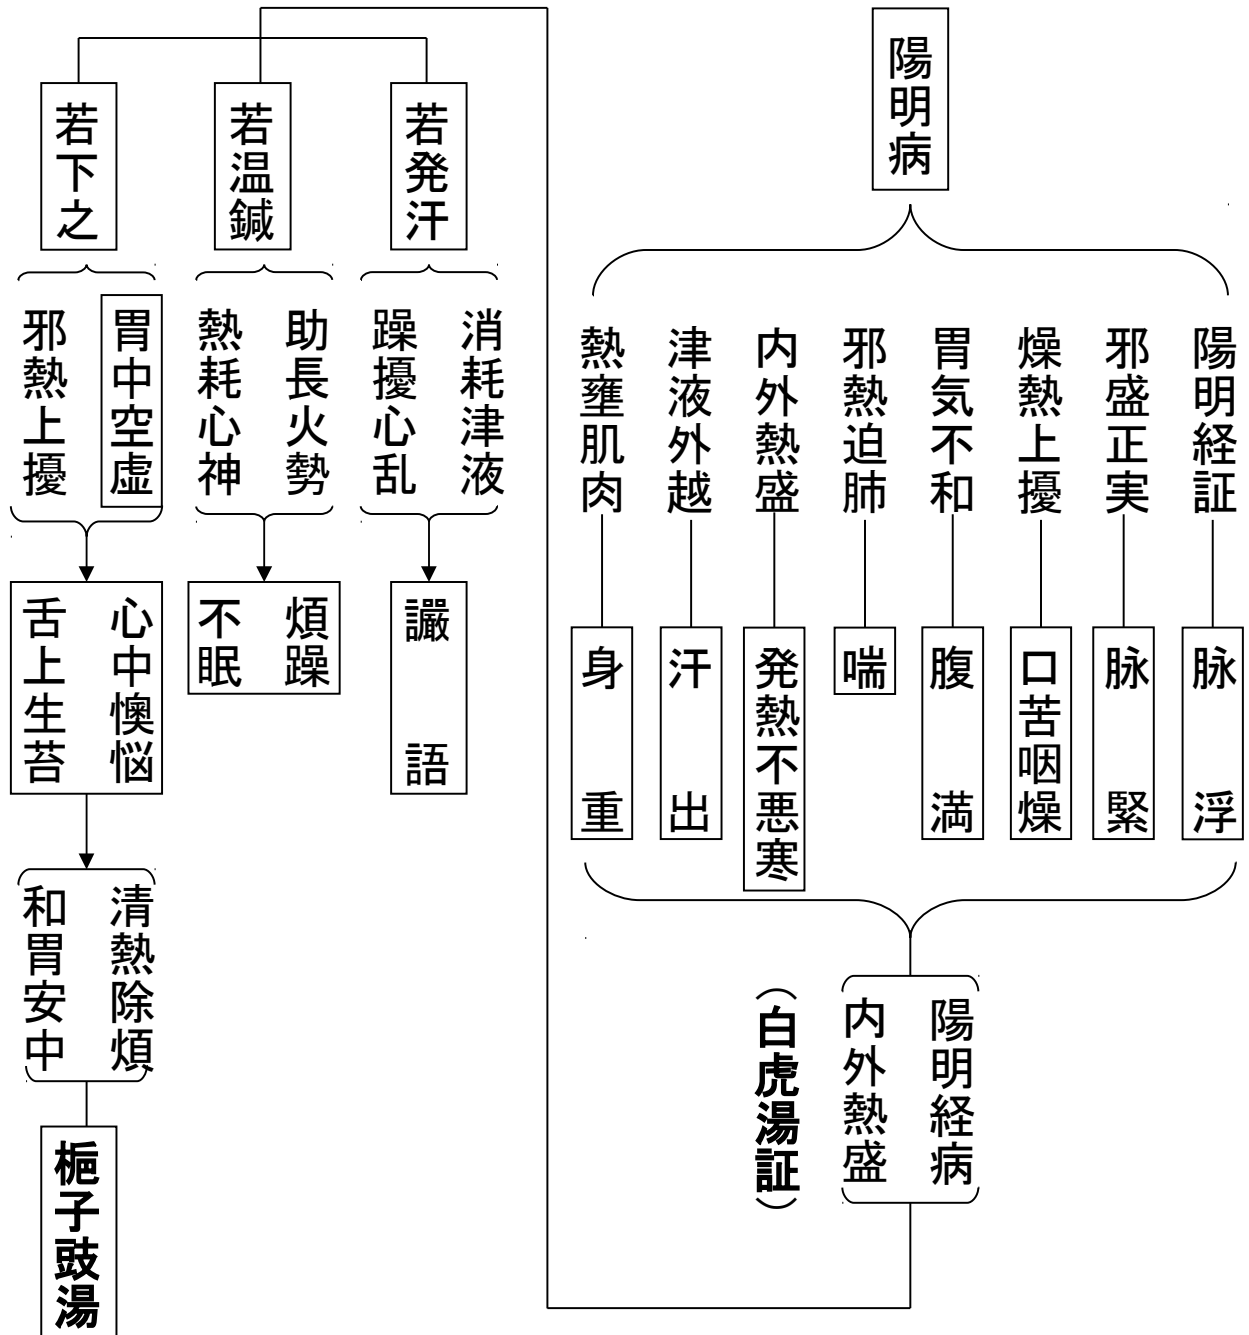 陽明病
陽明経証
邪盛正実
燥熱上擾
胃気不和
邪熱迫肺
内外熱盛
津液外越
熱壅肌肉
脉浮
脉緊
口苦咽燥
腹満
喘
発熱不悪寒
汗出
身重
陽明経病
内外熱盛
（白虎湯証）
若発汗
若温鍼
若下之
消耗津液
躁擾心乱
助長火勢
熱耗心神
胃中空虚
邪熱上擾
讝語
煩躁
不眠
心中懊悩
舌上生苔
清熱除煩
和胃安中
梔子豉湯